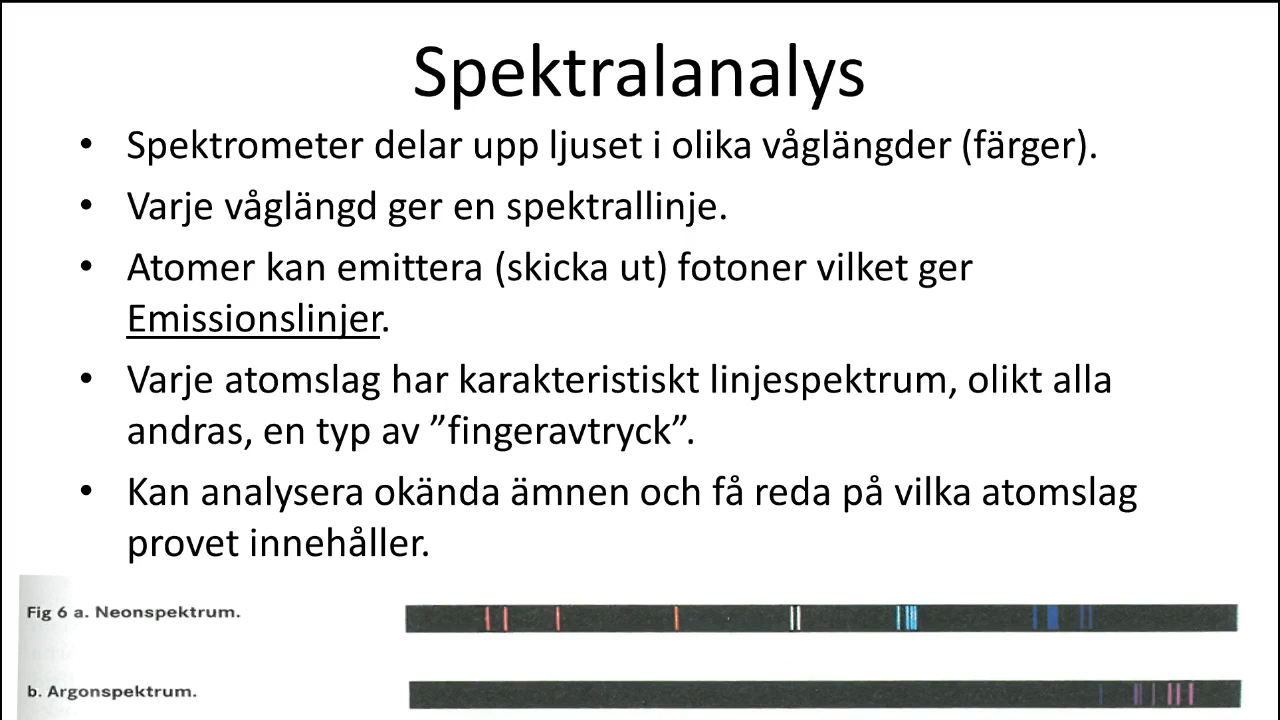 Spektralanalys
• Spektrometer delar upp ljuset i olika våglängder (färger).
• Varje våglängd ger en spektrallinje.
• Atomer kan emittera (skicka ut) fotoner vilket ger
Emissionslinjer.
• Varje atomslag har karakteristiskt linjespektrum, olikt alla
andras, en typ av ”fingeravtryck”.
• Kan analysera okända ämnen och få reda på vilka atomslag
provet innehåller.
Fig 6 a. Neonspektrum.
b. Argonspektrum.